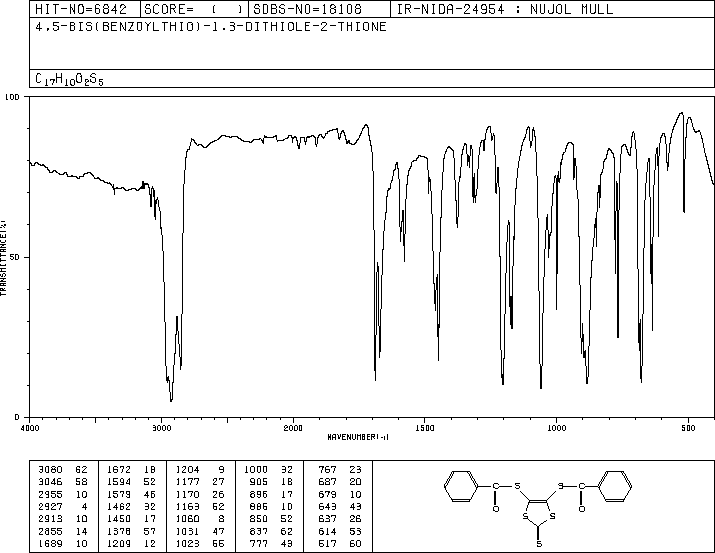 HIT-NO=6842 SCORE= ( ) SDBS-NO=18108 IR-NIDA-24954 : NUJOL MULL
4,5-BIS(BENZOYLTHIO)-1,3-DITHIOLE-2-THIONE
C17H10O2S5
100
50
0
TRANSMITTANCE(%)
4000 3000 2000 1500 1000 500
WAVENUMBER(-1)
3080 62 1672 18 1204 9 1000 32 767 23
3046 58 1594 52 1177 27 905 18 687 20
2955 10 1579 46 1170 26 896 17 679 10
2927 4 1462 32 1163 62 886 10 643 43
2913 10 1450 17 1060 8 850 52 637 26
2855 14 1378 57 1031 47 837 62 614 53
1689 10 1209 12 1023 66 777 43 517 60
C S S C
O O
S S
S